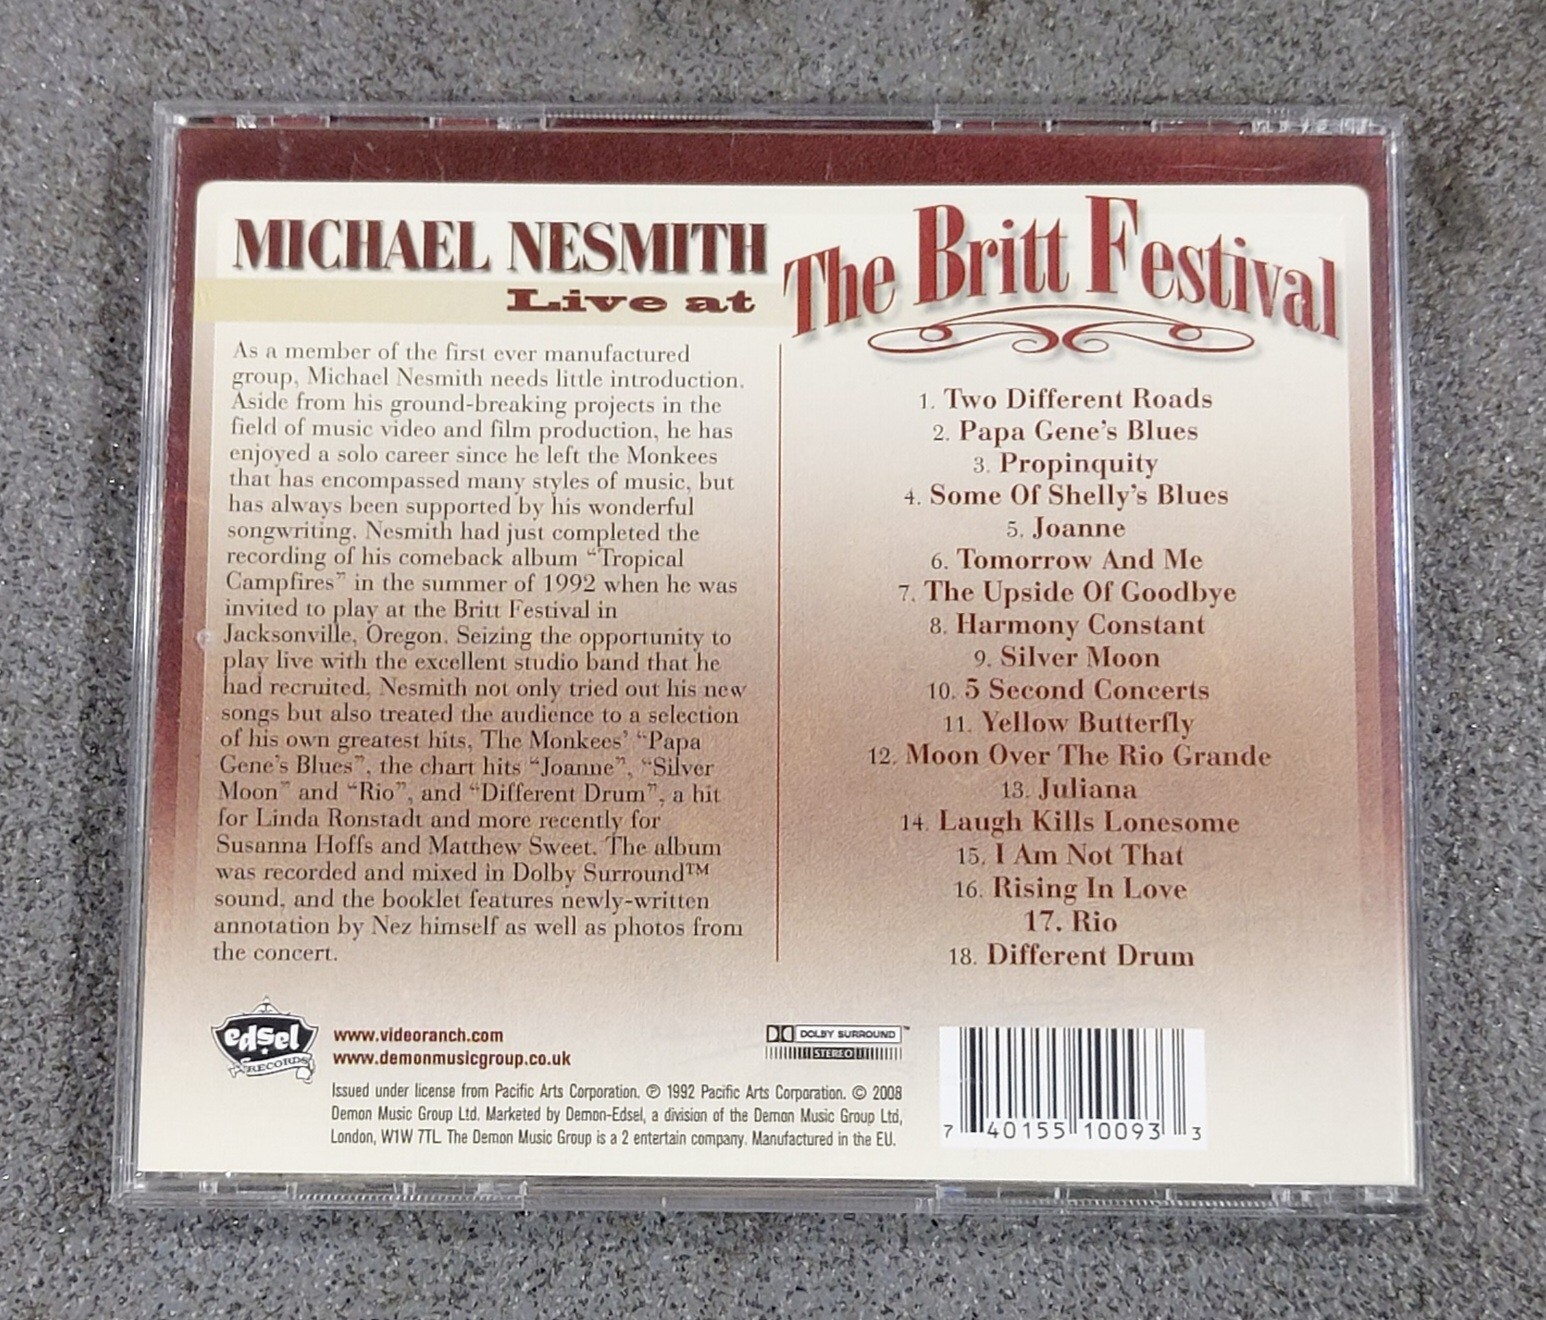 MICHAEL NESMITH
Live at
The Britt Festival
As a member of the first ever manufactured
group, Michael Nesmith needs little introduction.
Aside from his ground-breaking projects in the
field of music video and film production, he has
enjoyed a solo career since he left the Monkees
that has encompassed many styles of music, but
has always been supported by his wonderful
songwriting. Nesmith had just completed the
recording of his comeback album “Tropical
Campfires” in the summer of 1992 when he was
invited to play at the Britt Festival in
Jacksonville, Oregon. Seizing the opportunity to
play live with the excellent studio band that he
had recruited, Nesmith not only tried out his new
songs but also treated the audience to a selection
of his own greatest hits, The Monkees’ “Papa
Gene’s Blues”, the chart hits “Joanne”, “Silver
Moon” and “Rio”, and “Different Drum”, a hit
for Linda Ronstadt and more recently for
Susanna Hoffs and Matthew Sweet. The album
was recorded and mixed in Dolby Surround™
sound, and the booklet features newly-written
annotation by Nez himself as well as photos from
the concert.
1. Two Different Roads
2. Papa Gene’s Blues
3. Propinquity
4. Some Of Shelly’s Blues
5. Joanne
6. Tomorrow And Me
7. The Upside Of Goodbye
8. Harmony Constant
9. Silver Moon
10. 5 Second Concerts
11. Yellow Butterfly
12. Moon Over The Rio Grande
13. Juliana
14. Laugh Kills Lonesome
15. I Am Not That
16. Rising In Love
17. Rio
18. Different Drum
edsel
RECORDS
www.videoranch.com
www.demonmusicgroup.co.uk
DOLBY SURROUND™
STEREO
Issued under license from Pacific Arts Corporation. ℗ 1992 Pacific Arts Corporation. © 2008
Demon Music Group Ltd. Marketed by Demon-Edsel, a division of the Demon Music Group Ltd,
London, W1W 7TL. The Demon Music Group is a 2 entertain company. Manufactured in the EU.
7 40155 10093 3